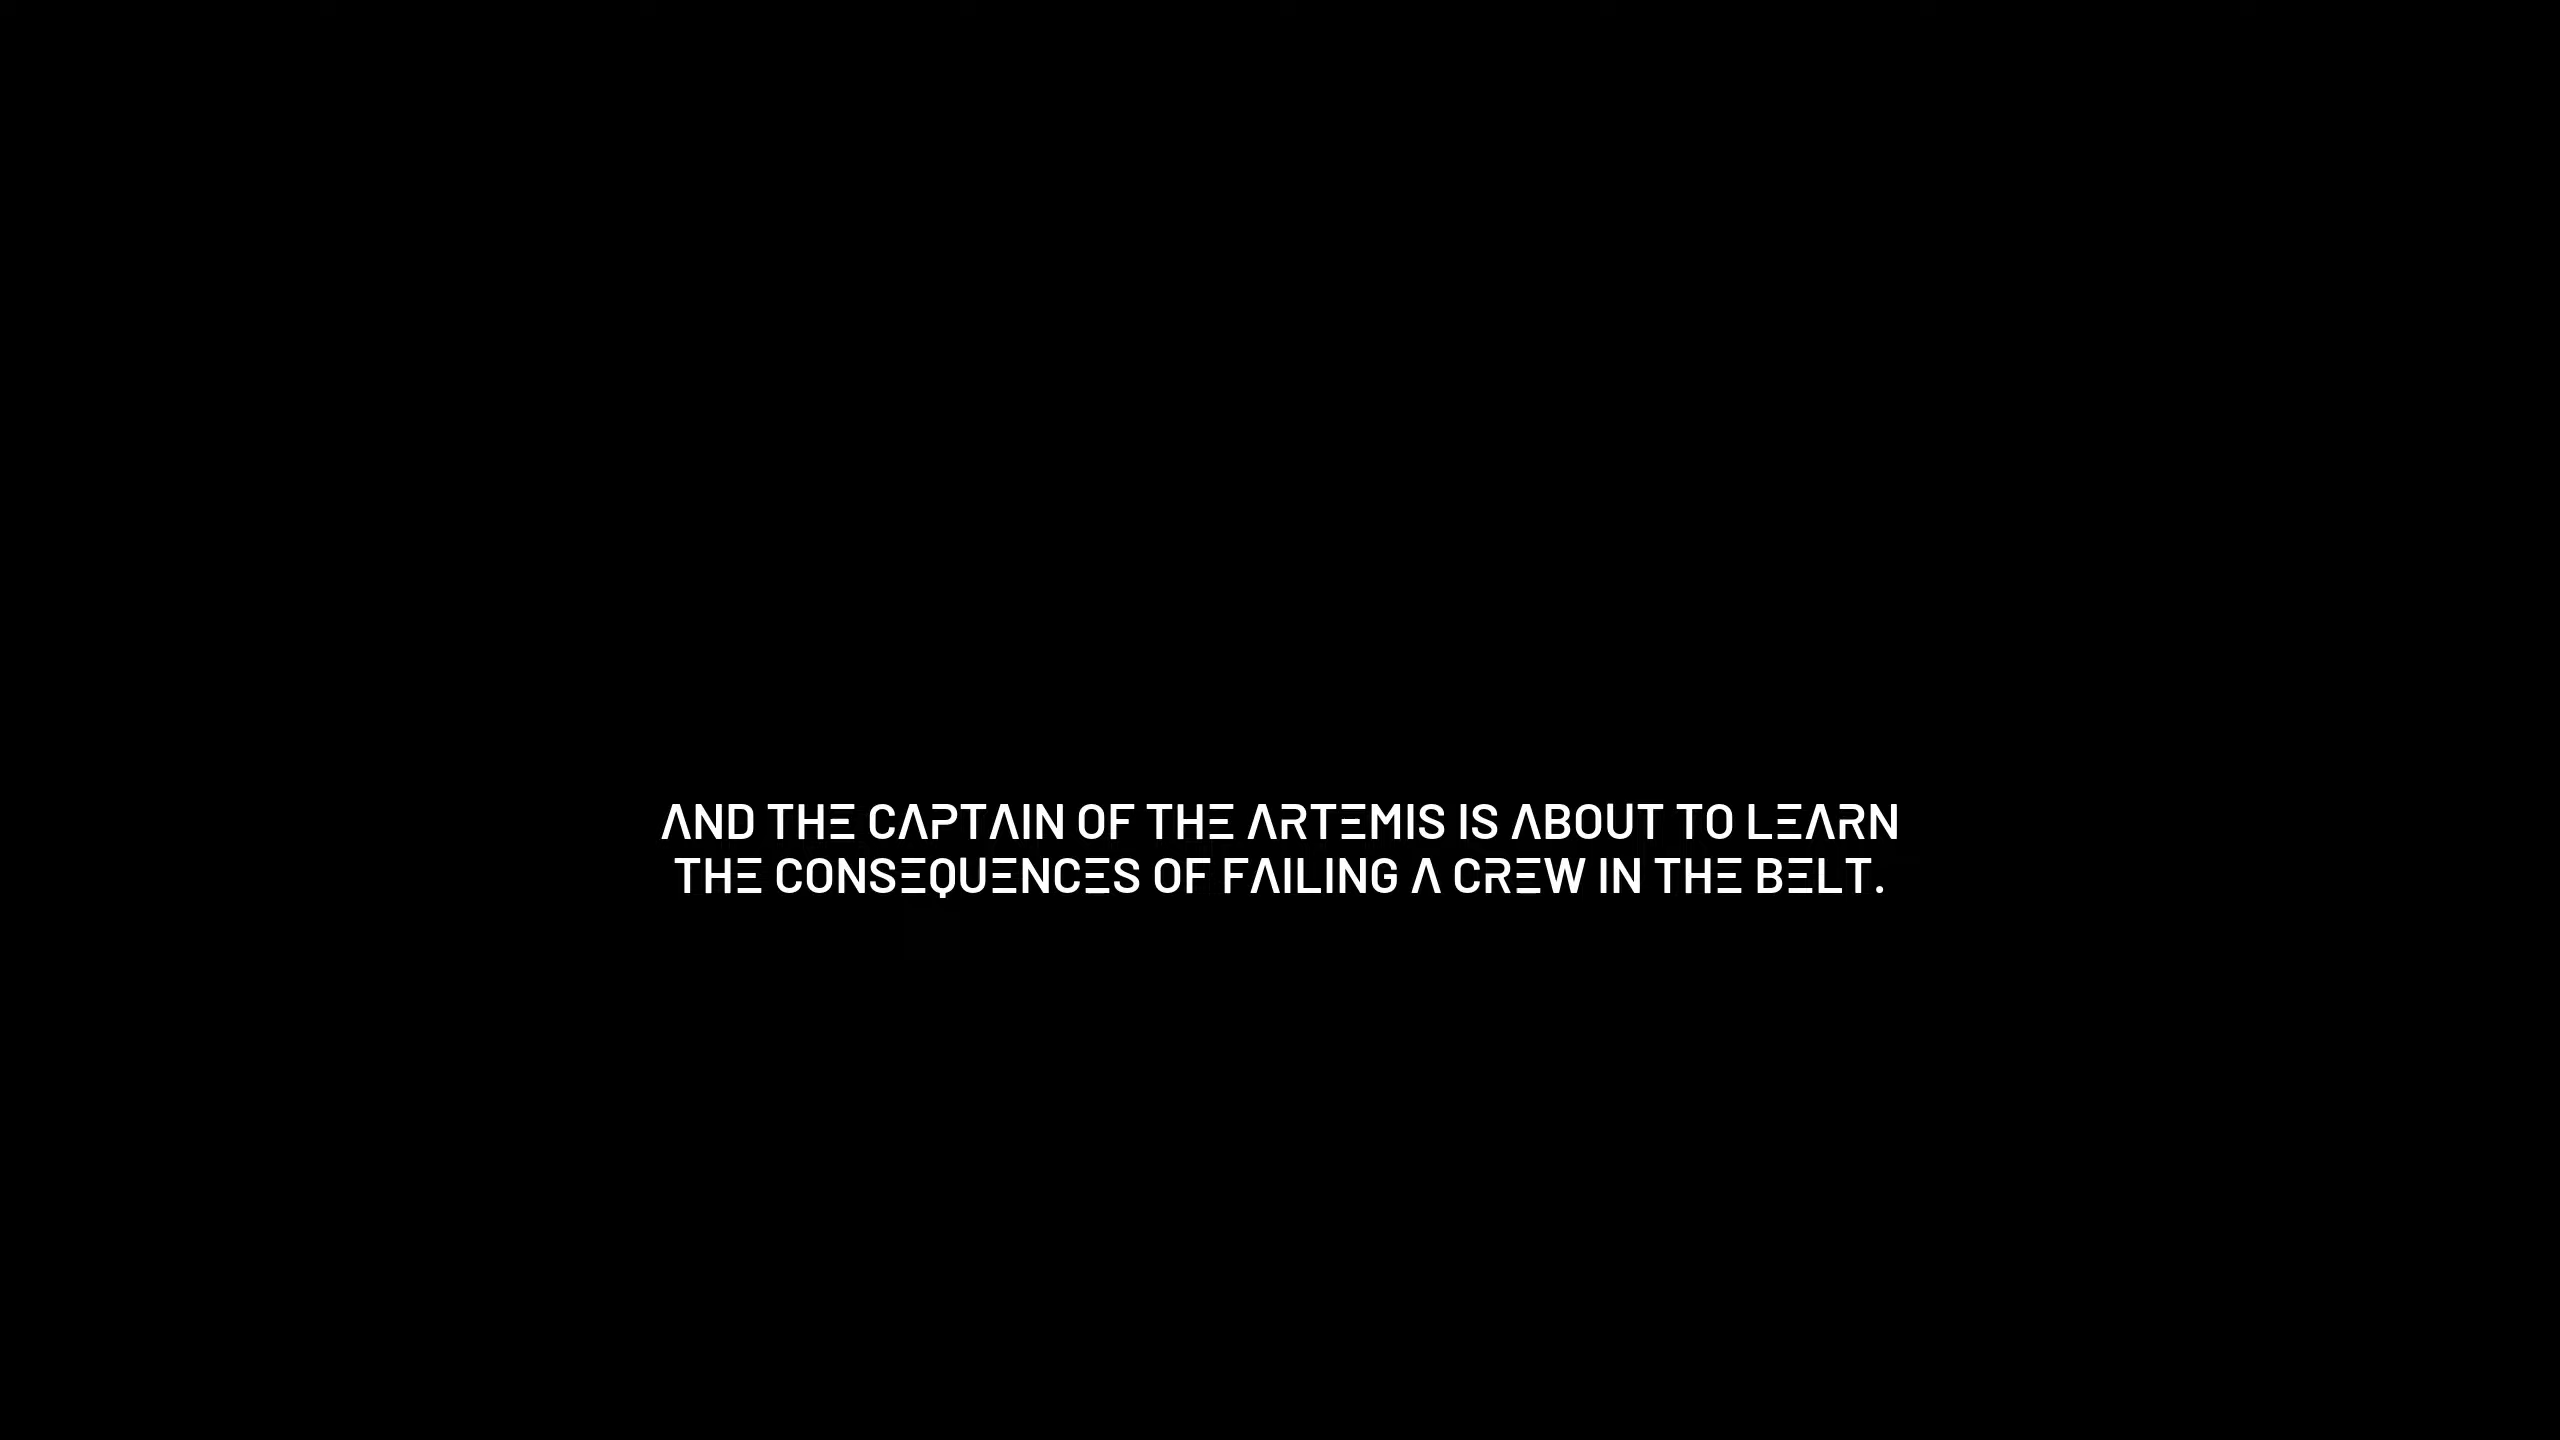 AND THE CAPTAIN OF THE ARTEMIS IS ABOUT TO LEARN
THE CONSEQUENCES OF FAILING A CREW IN THE BELT.